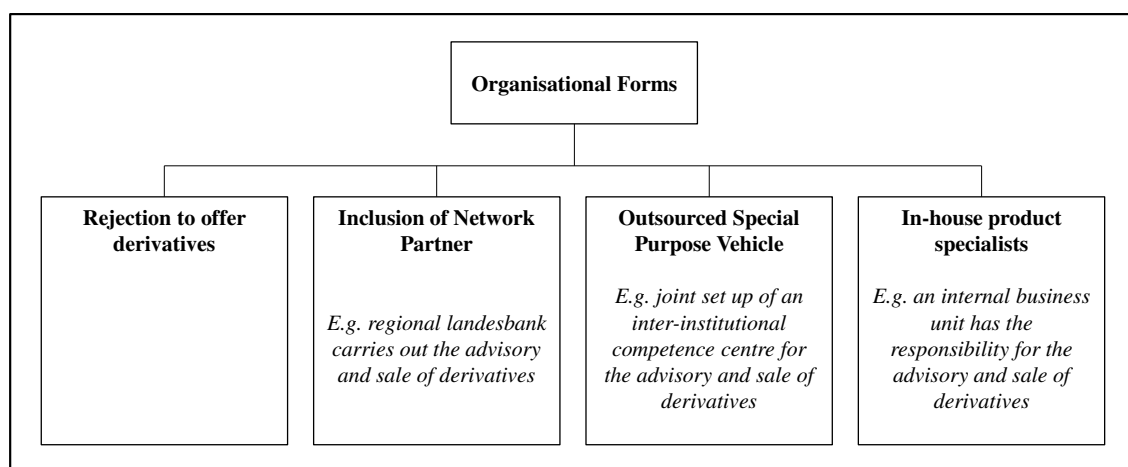 Organisational Forms
Rejection to offer
derivatives
Inclusion of Network
Partner
E.g. regional landesbank
carries out the advisory
and sale of derivatives
Outsourced Special
Purpose Vehicle
E.g. joint set up of an
inter-institutional
competence centre for
the advisory and sale of
derivatives
In-house product
specialists
E.g. an internal business
unit has the
responsibility for the
advisory and sale of
derivatives